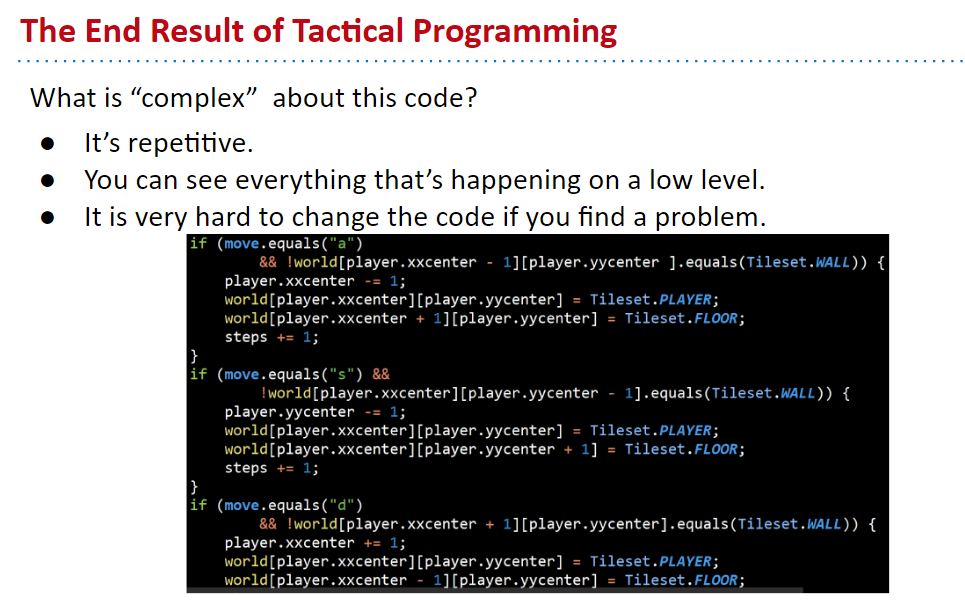 The End Result of Tactical Programming
What is “complex” about this code?
● It’s repetitive.
● You can see everything that’s happening on a low level.
● It is very hard to change the code if you find a problem.
if (move.equals("a")
        && !world[player.xxcenter - 1][player.yycenter ].equals(Tileset.WALL)) {
    player.xxcenter -= 1;
    world[player.xxcenter][player.yycenter] = Tileset.PLAYER;
    world[player.xxcenter + 1][player.yycenter] = Tileset.FLOOR;
    steps += 1;
}
if (move.equals("s") &&
        !world[player.xxcenter][player.yycenter - 1].equals(Tileset.WALL)) {
    player.yycenter -= 1;
    world[player.xxcenter][player.yycenter] = Tileset.PLAYER;
    world[player.xxcenter][player.yycenter + 1] = Tileset.FLOOR;
    steps += 1;
}
if (move.equals("d")
        && !world[player.xxcenter + 1][player.yycenter].equals(Tileset.WALL)) {
    player.xxcenter += 1;
    world[player.xxcenter][player.yycenter] = Tileset.PLAYER;
    world[player.xxcenter - 1][player.yycenter] = Tileset.FLOOR;